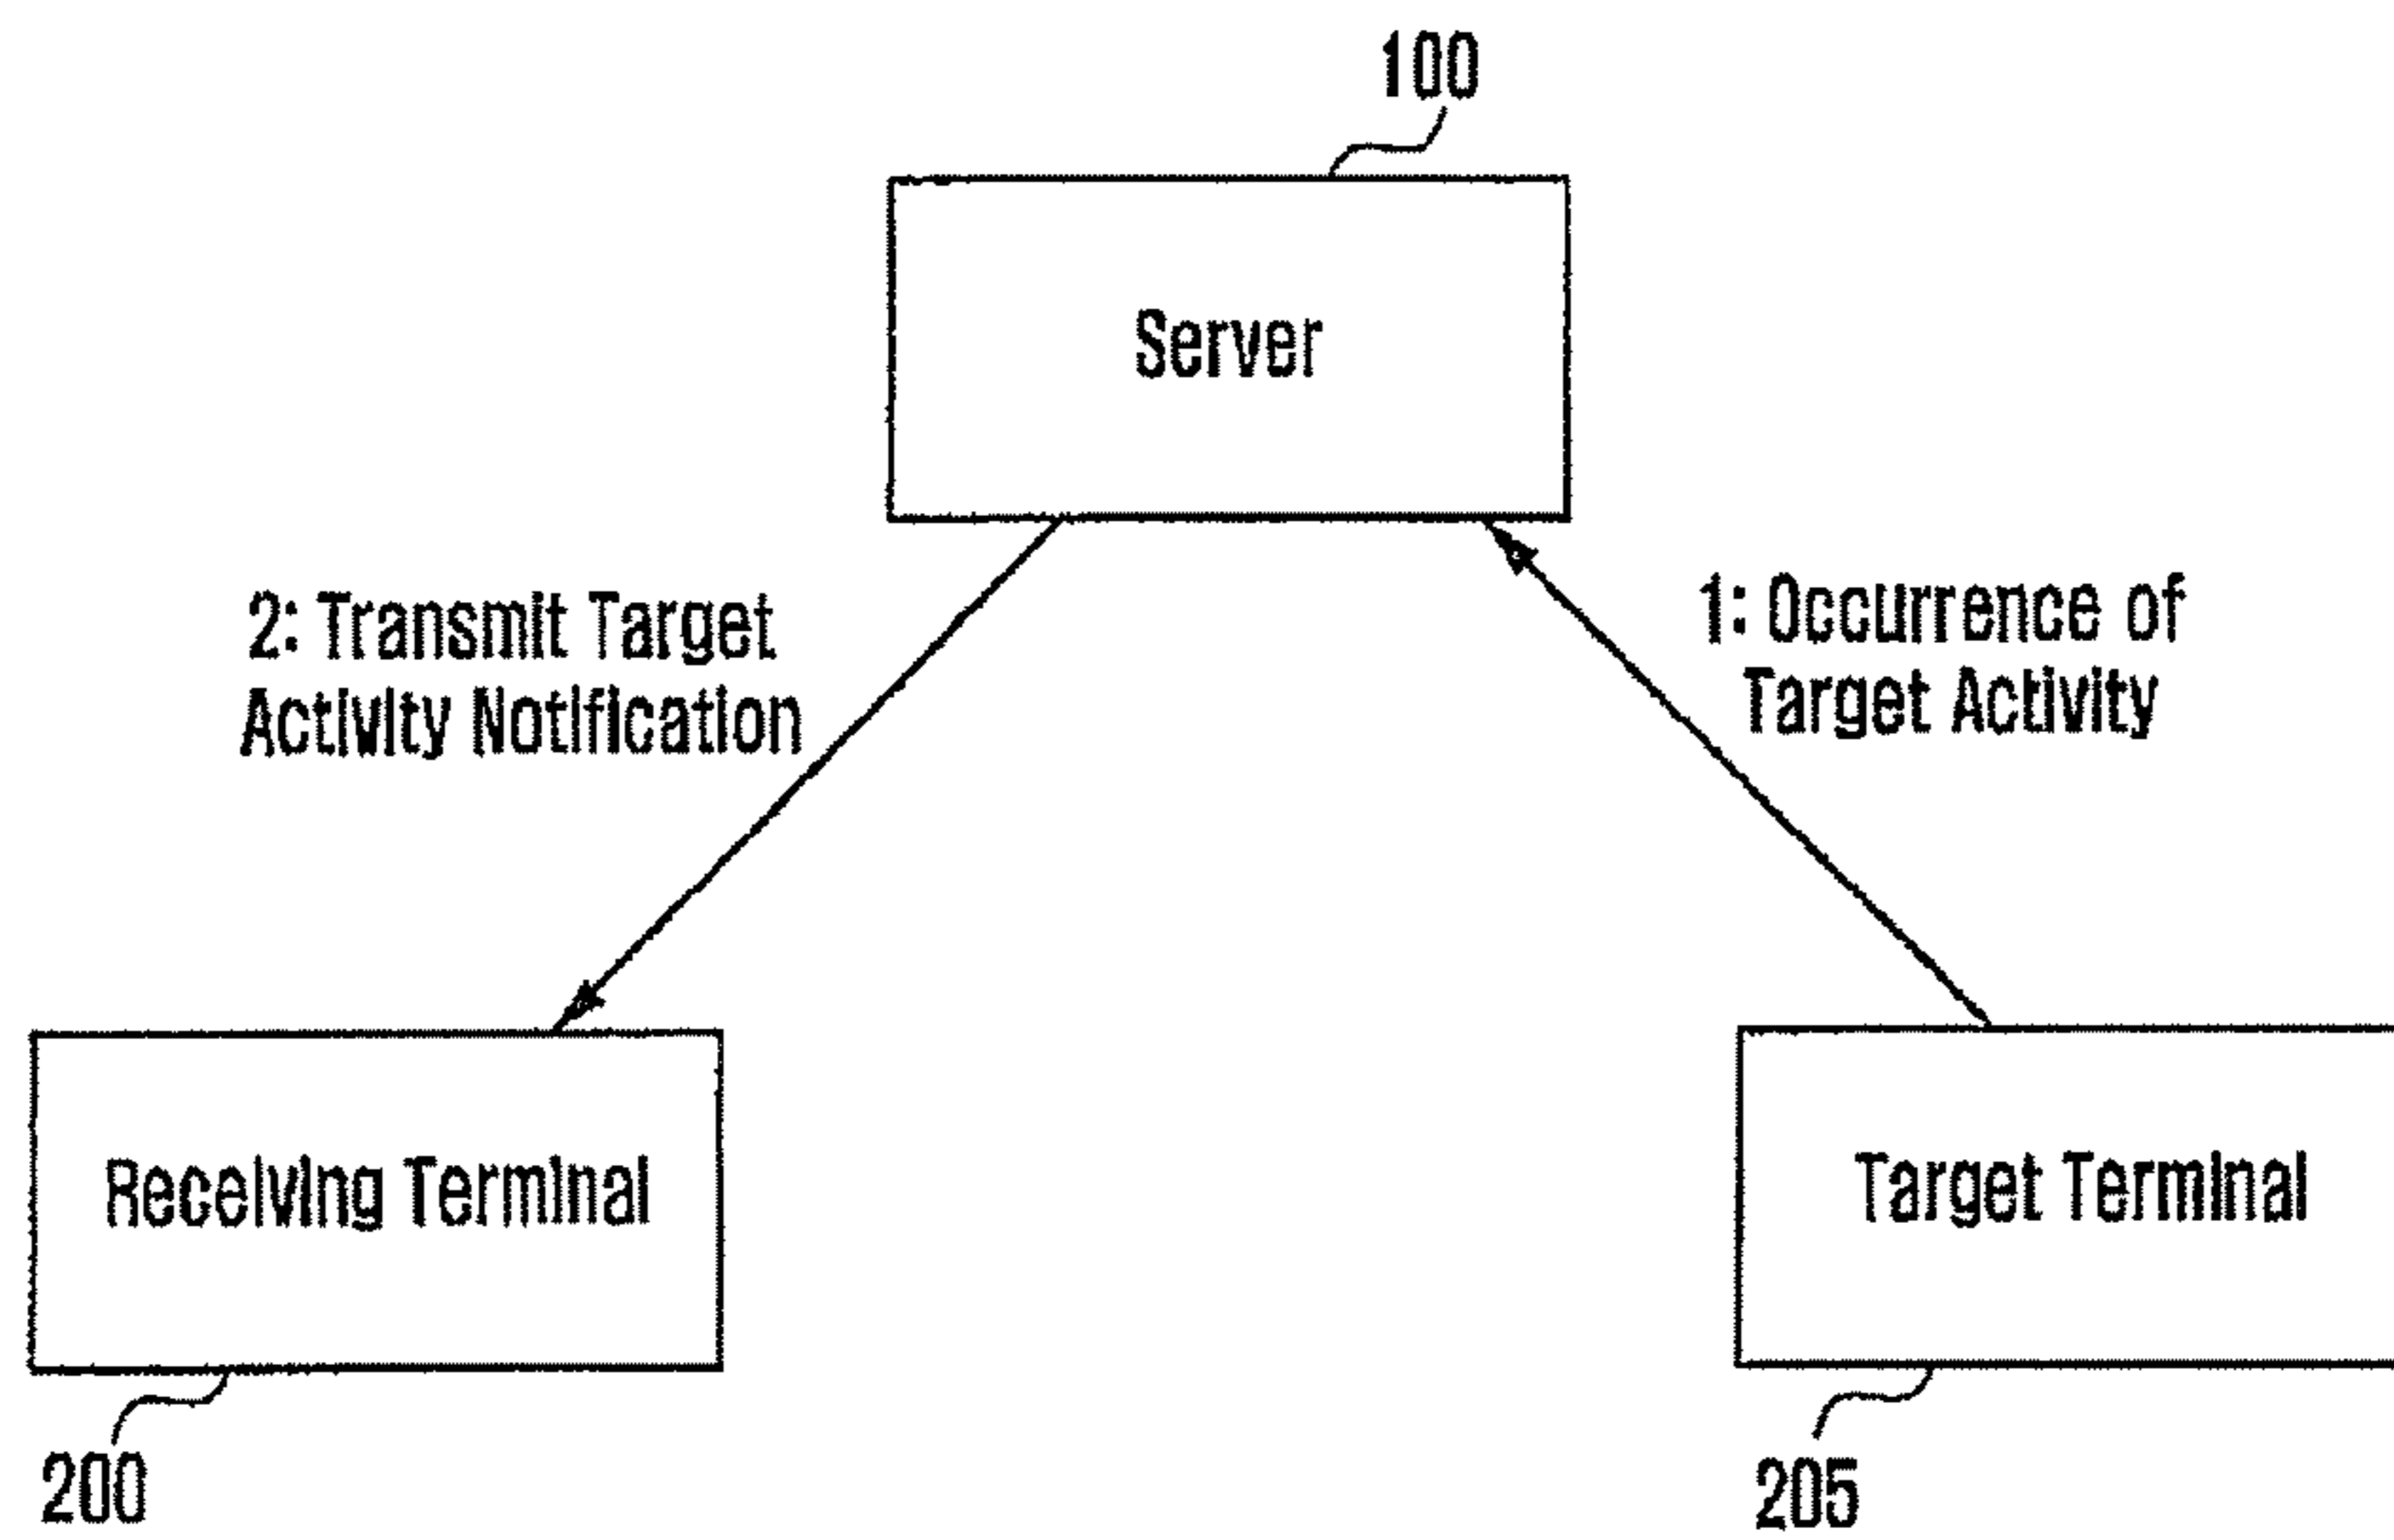 100
Server
2: Transmit Target
Activity Notification
1: Occurrence of
Target Activity
Receiving Terminal
Target Terminal
200
205